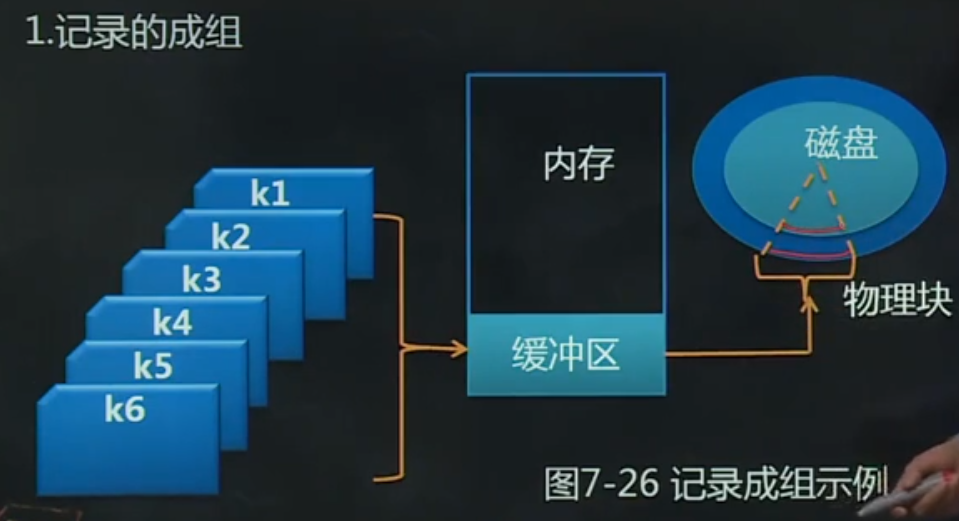 1.记录的成组
k1
k2
k3
k4
k5
k6
内存
缓冲区
磁盘
物理块
图7-26 记录成组示例